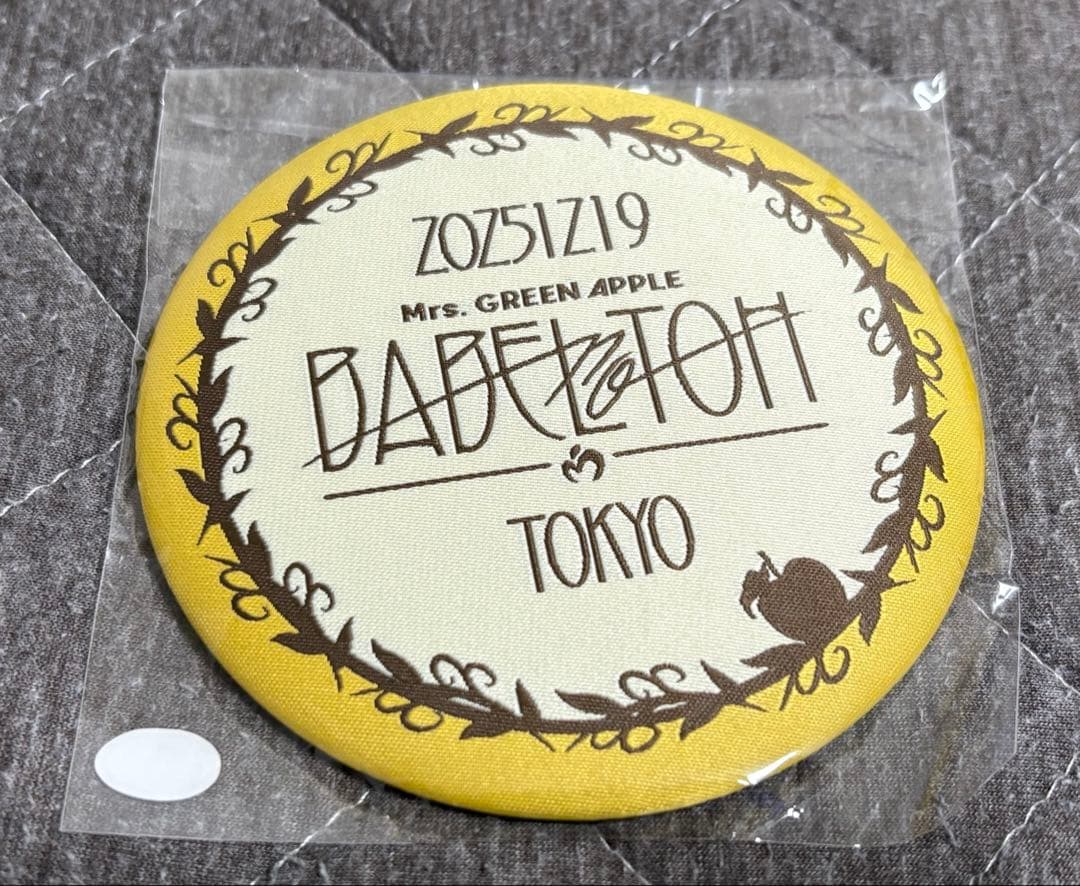 20251219
Mrs. GREEN APPLE
BABEL no TOH
TOKYO